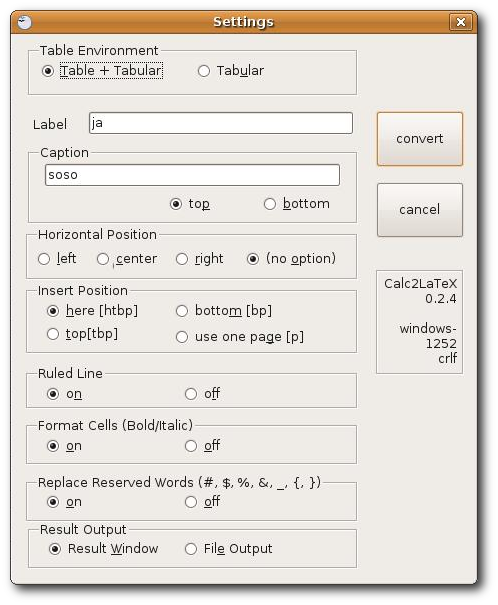 Settings
Table Environment
Table + Tabular
Tabular
Label
ja
convert
Caption
soso
top
bottom
cancel
Horizontal Position
left
center
right
(no option)
Insert Position
here [htbp]
bottom [bp]
top[tbp]
use one page [p]
Calc2LaTeX
0.2.4
windows-
1252
crlf
Ruled Line
on
off
Format Cells (Bold/Italic)
on
off
Replace Reserved Words (#, $, %, &, _, {, })
on
off
Result Output
Result Window
File Output